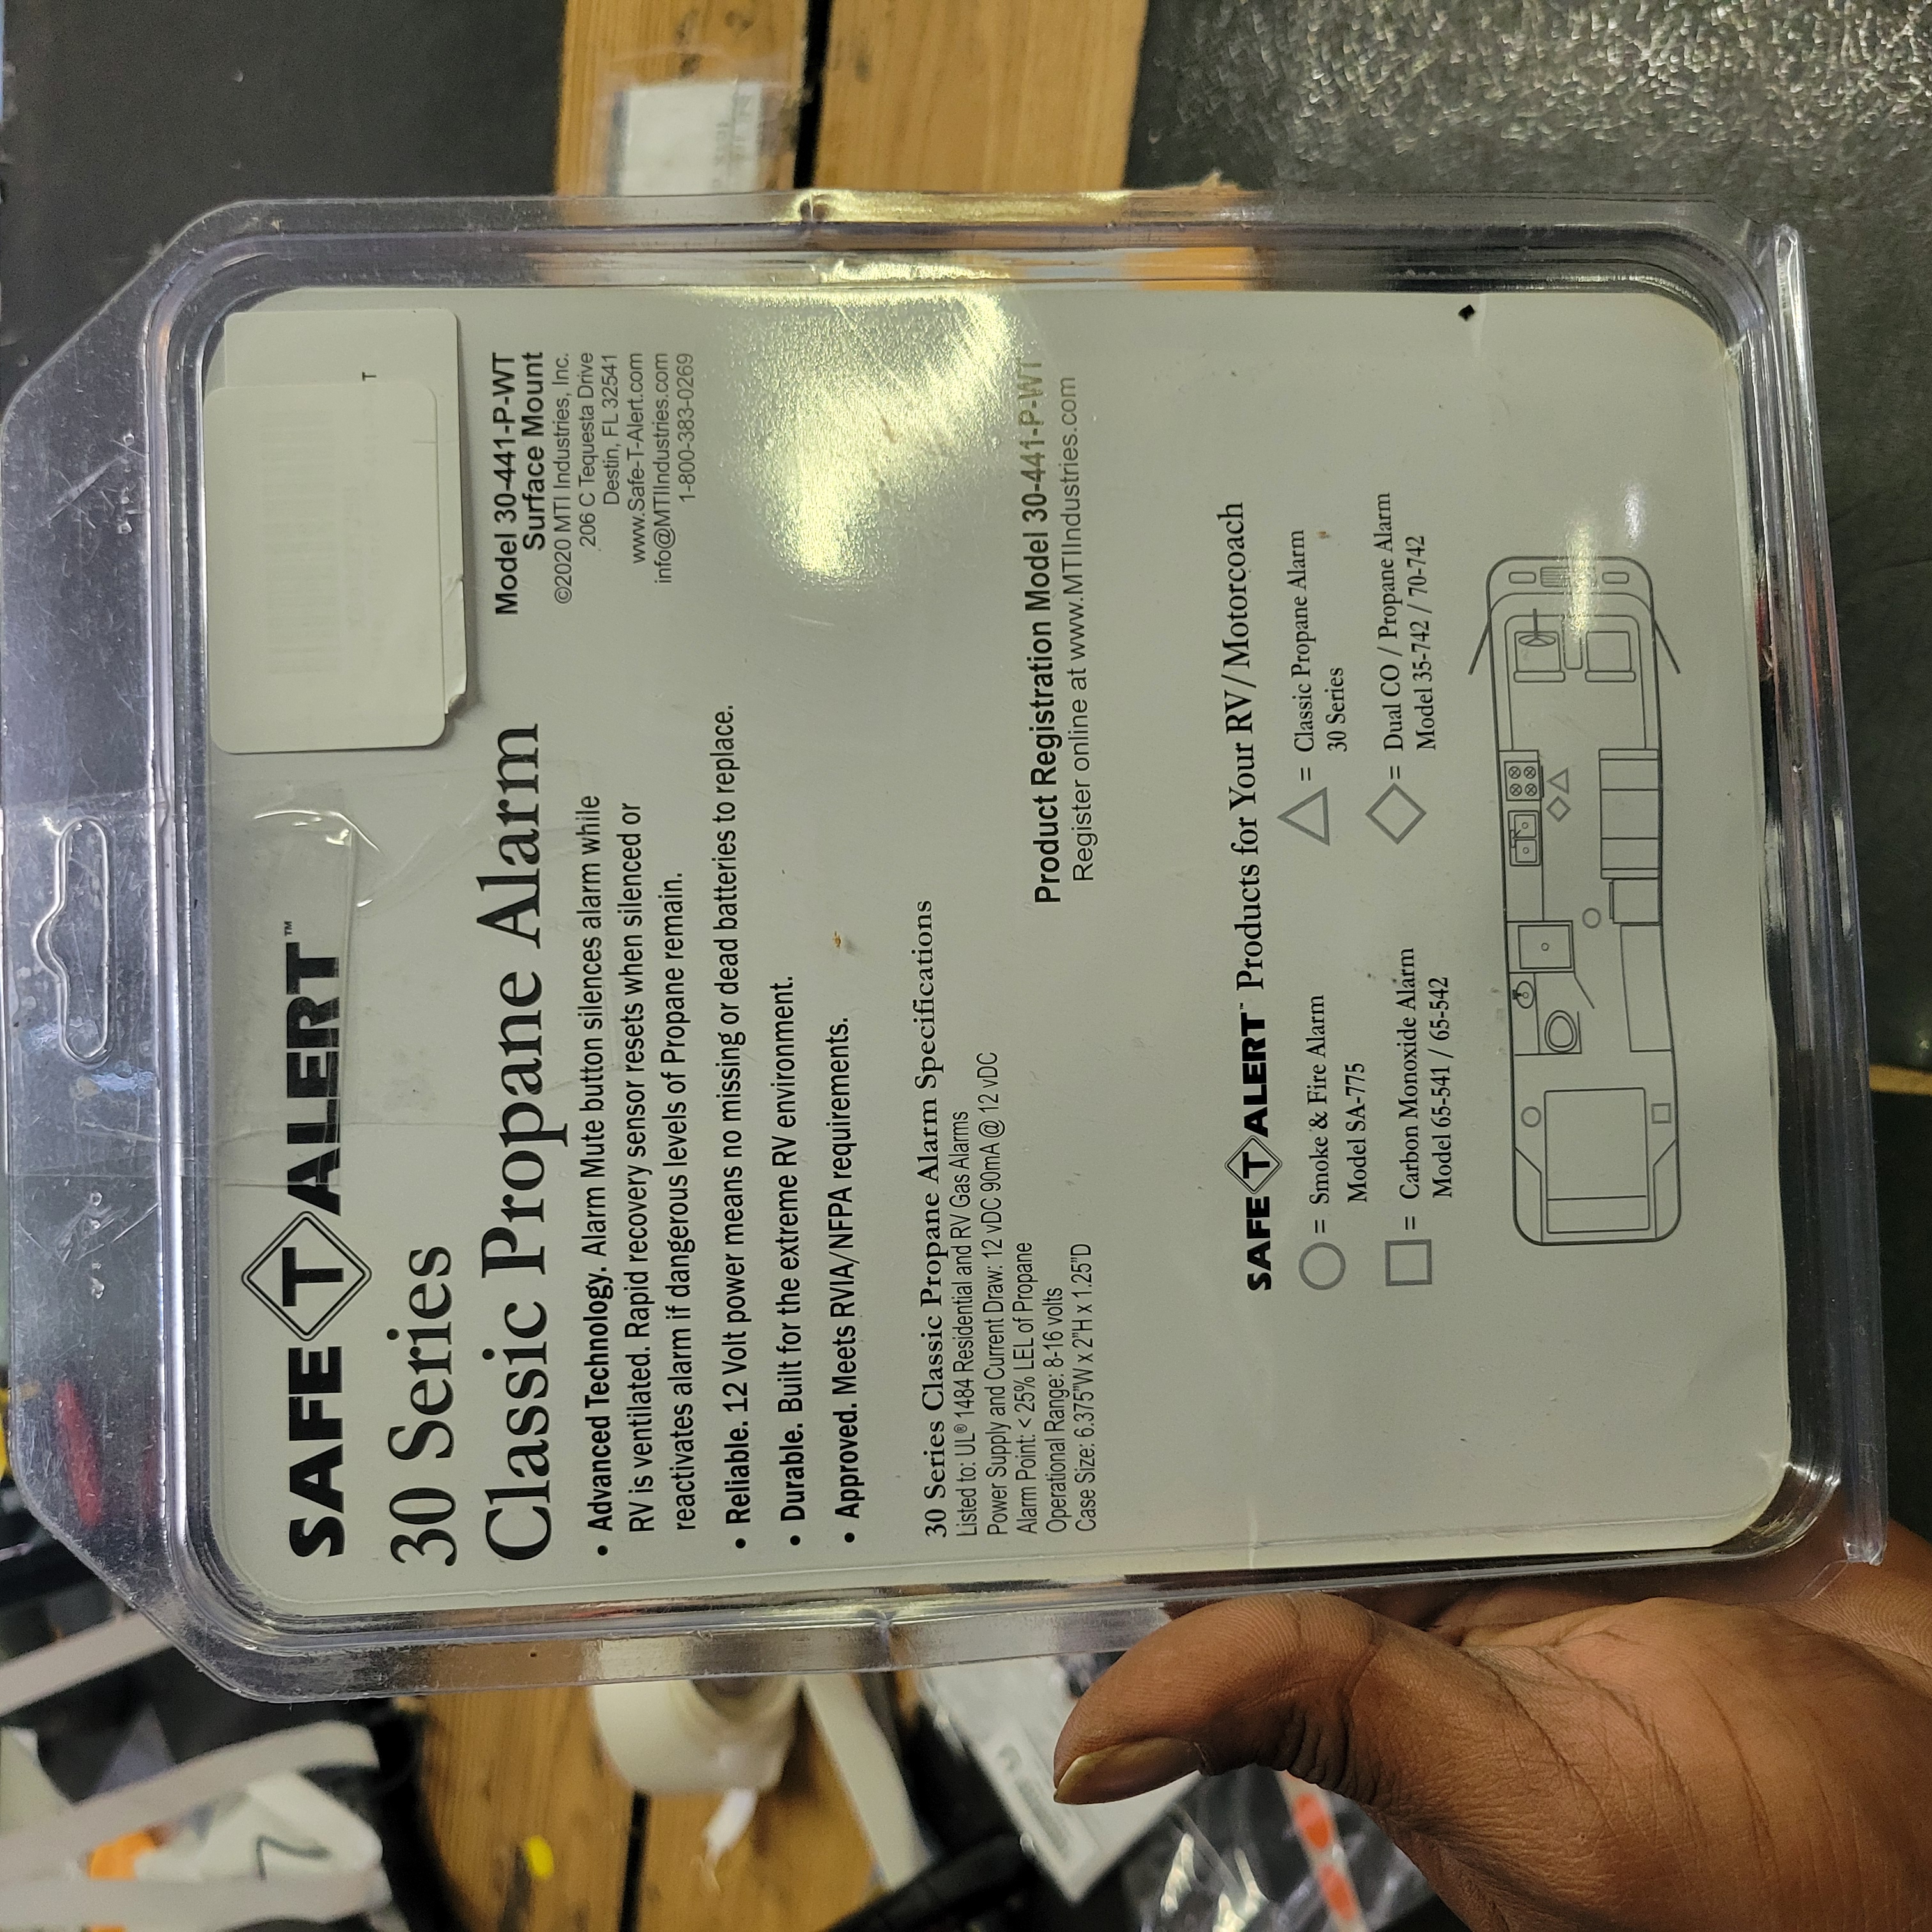 SAFE T ALERT™
30 Series
Classic Propane Alarm
T
Model 30-441-P-WT
Surface Mount
©2020 MTI Industries, Inc.
206 C Tequesta Drive
Destin, FL 32541
www.Safe-T-Alert.com
info@MTIIndustries.com
1-800-383-0269
• Advanced Technology. Alarm Mute button silences alarm while
RV is ventilated. Rapid recovery sensor resets when silenced or
reactivates alarm if dangerous levels of Propane remain.
• Reliable. 12 Volt power means no missing or dead batteries to replace.
• Durable. Built for the extreme RV environment.
• Approved. Meets RVIA/NFPA requirements.
30 Series Classic Propane Alarm Specifications
Listed to: UL® 1484 Residential and RV Gas Alarms
Power Supply and Current Draw: 12 vDC 90mA @ 12 vDC
Alarm Point: < 25% LEL of Propane
Operational Range: 8-16 volts
Case Size: 6.375"W x 2"H x 1.25"D
Product Registration Model 30-441-P-WT
Register online at www.MTIIndustries.com
SAFE T ALERT™ Products for Your RV/Motorcoach
= Smoke & Fire Alarm
Model SA-775
= Classic Propane Alarm
30 Series
= Carbon Monoxide Alarm
Model 65-541 / 65-542
= Dual CO / Propane Alarm
Model 35-742 / 70-742